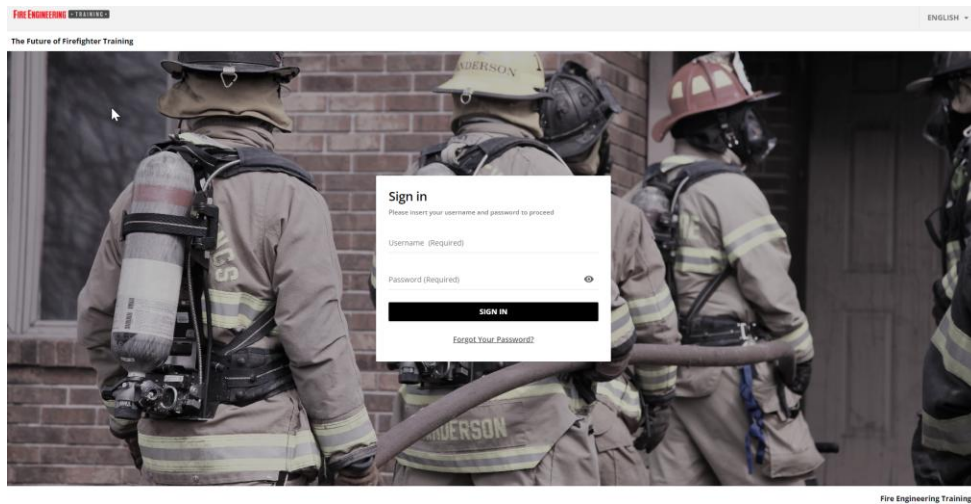 FIRE ENGINEERING • TRAINING •
ENGLISH
The Future of Firefighter Training
ANDERSON
Sign in
Please insert your username and password to proceed
Username (Required)
Password (Required)
SIGN IN
Forgot Your Password?
Fire Engineering Training